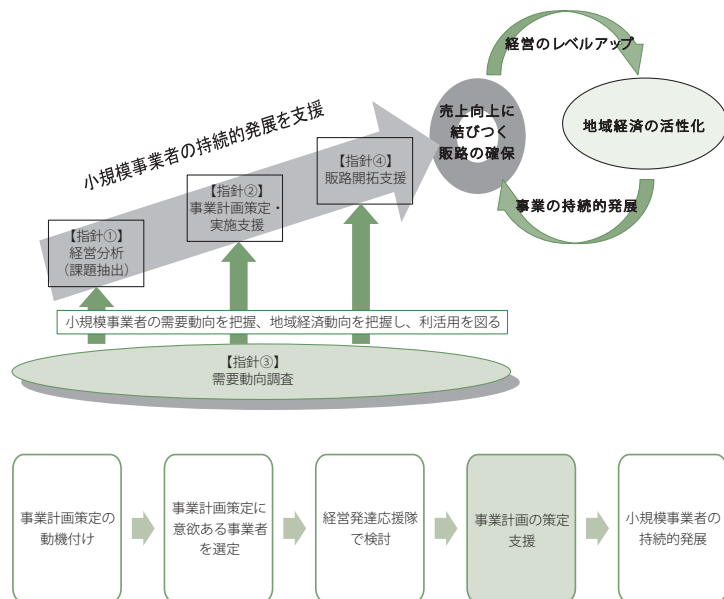 経営のレベルアップ
小規模事業者の持続的発展を支援
売上向上に
結びつく
販路の確保
地域経済の活性化
事業の持続的発展
【指針④】
販路開拓支援
【指針②】
事業計画策定・
実施支援
【指針①】
経営分析
（課題抽出）
小規模事業者の需要動向を把握、地域経済動向を把握し、利活用を図る
【指針③】
需要動向調査
事業計画策定の
動機付け
事業計画策定に
意欲ある事業者
を選定
経営発達応援隊
で検討
事業計画の策定
支援
小規模事業者の
持続的発展